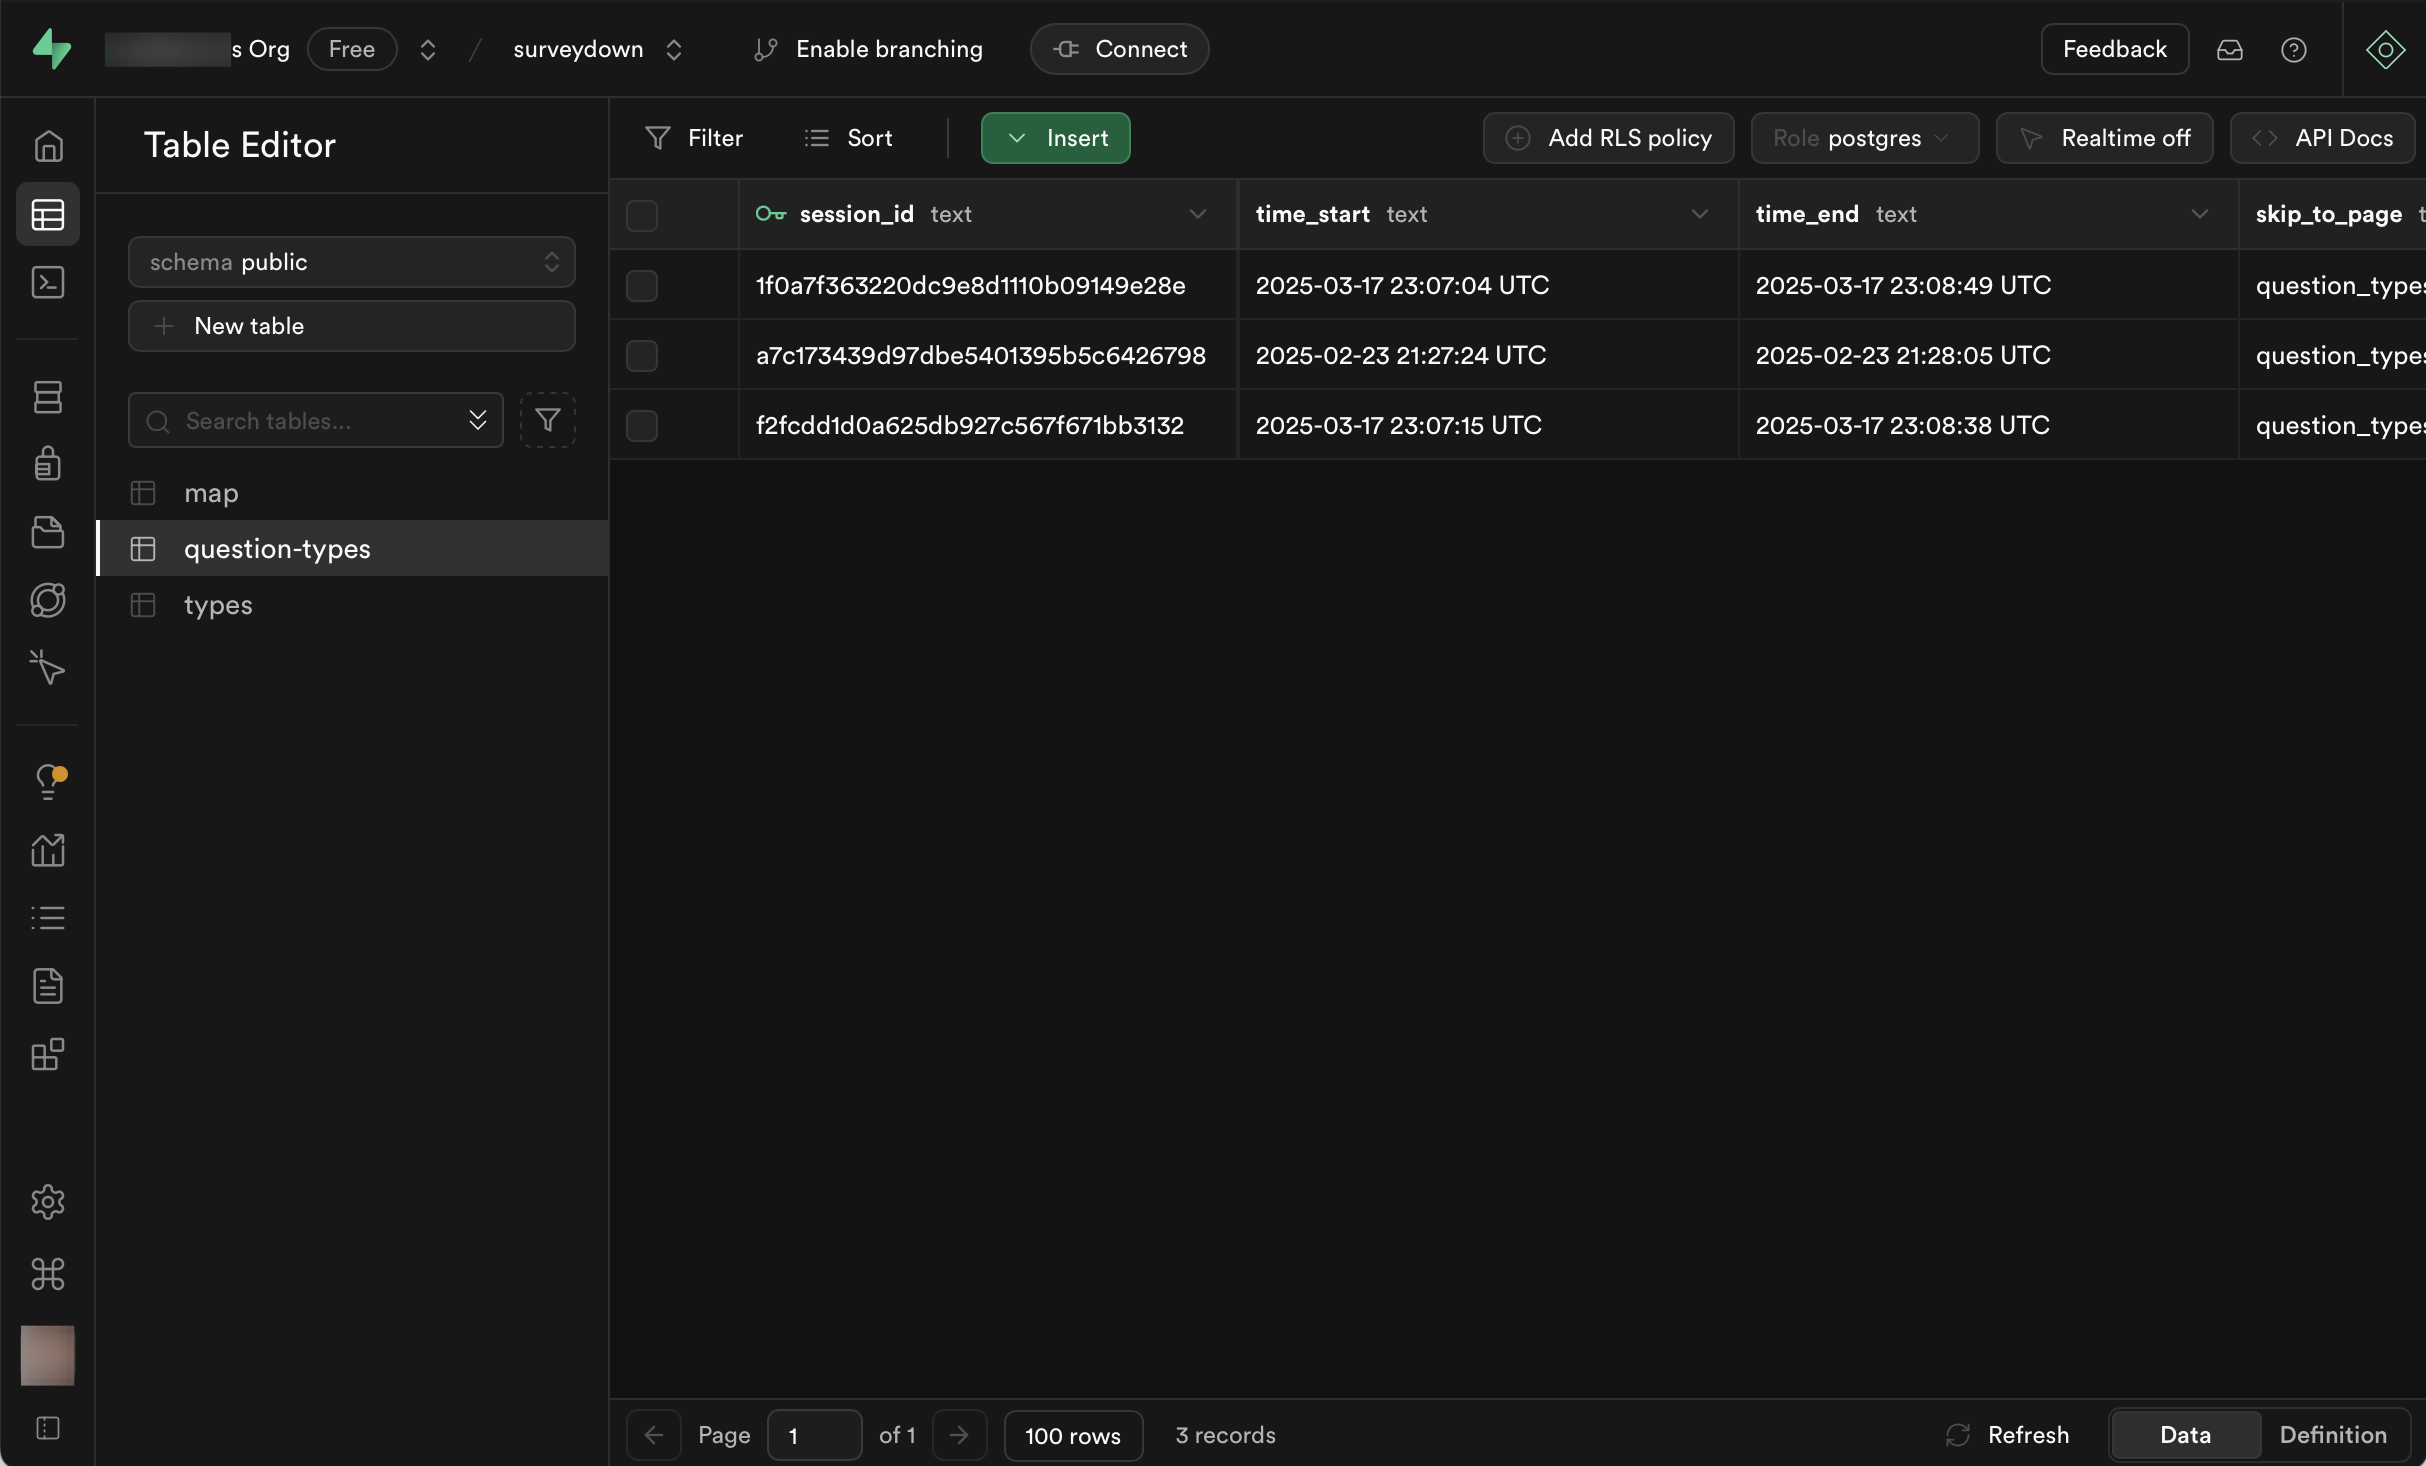 s Org Free / surveydown Enable branching Connect Feedback
Table Editor
Filter Sort Insert Add RLS policy Role postgres Realtime off API Docs
schema public
New table
Search tables...
map
question-types
types
session_id text time_start text time_end text skip_to_page t
1f0a7f363220dc9e8d1110b09149e28e 2025-03-17 23:07:04 UTC 2025-03-17 23:08:49 UTC question_types
a7c173439d97dbe5401395b5c6426798 2025-02-23 21:27:24 UTC 2025-02-23 21:28:05 UTC question_types
f2fcdd1d0a625db927c567f671bb3132 2025-03-17 23:07:15 UTC 2025-03-17 23:08:38 UTC question_types
Page 1 of 1 100 rows 3 records Refresh Data Definition